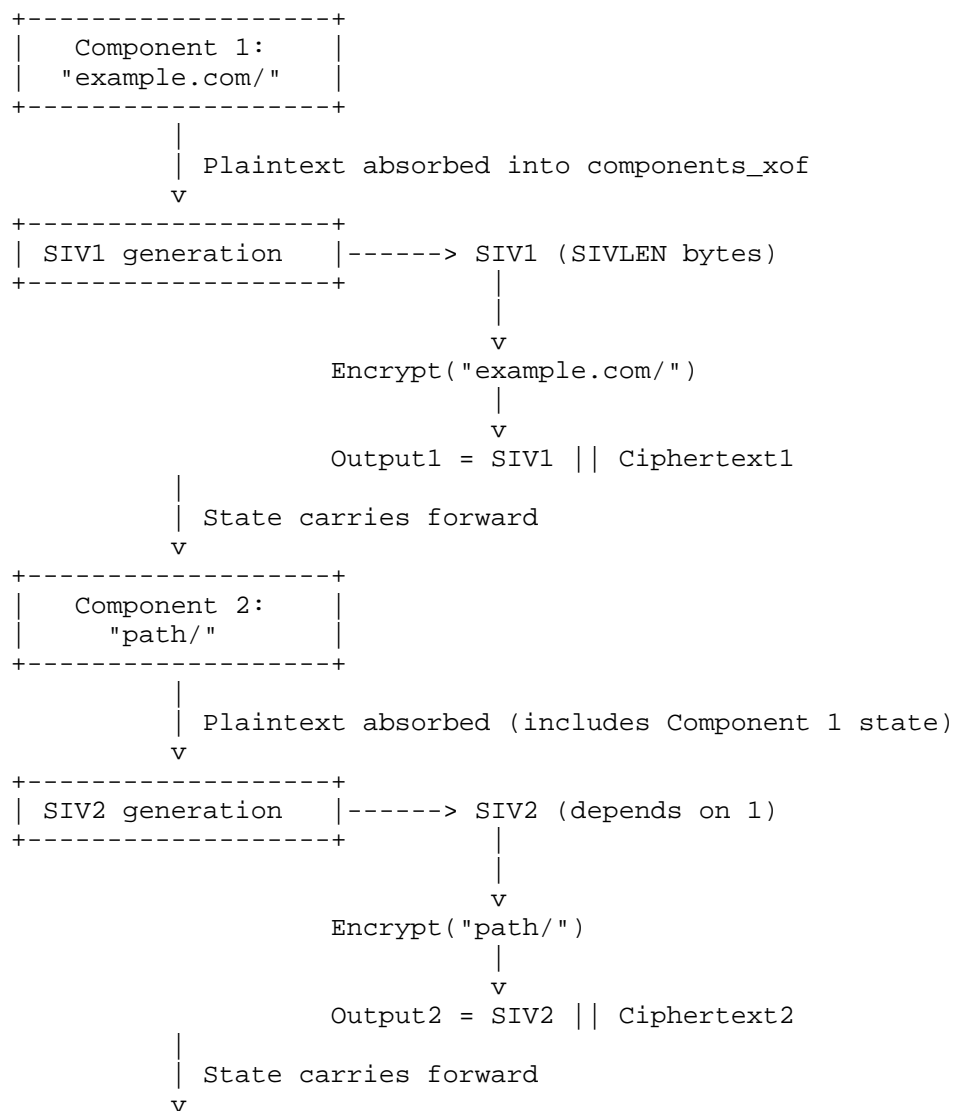 Component 1:
"example.com/"
Plaintext absorbed into components_xof
v
SIV1 generation ------> SIV1 (SIVLEN bytes)
v
Encrypt("example.com/")
v
Output1 = SIV1 || Ciphertext1
State carries forward
v
Component 2:
"path/"
Plaintext absorbed (includes Component 1 state)
v
SIV2 generation ------> SIV2 (depends on 1)
v
Encrypt("path/")
v
Output2 = SIV2 || Ciphertext2
State carries forward
v